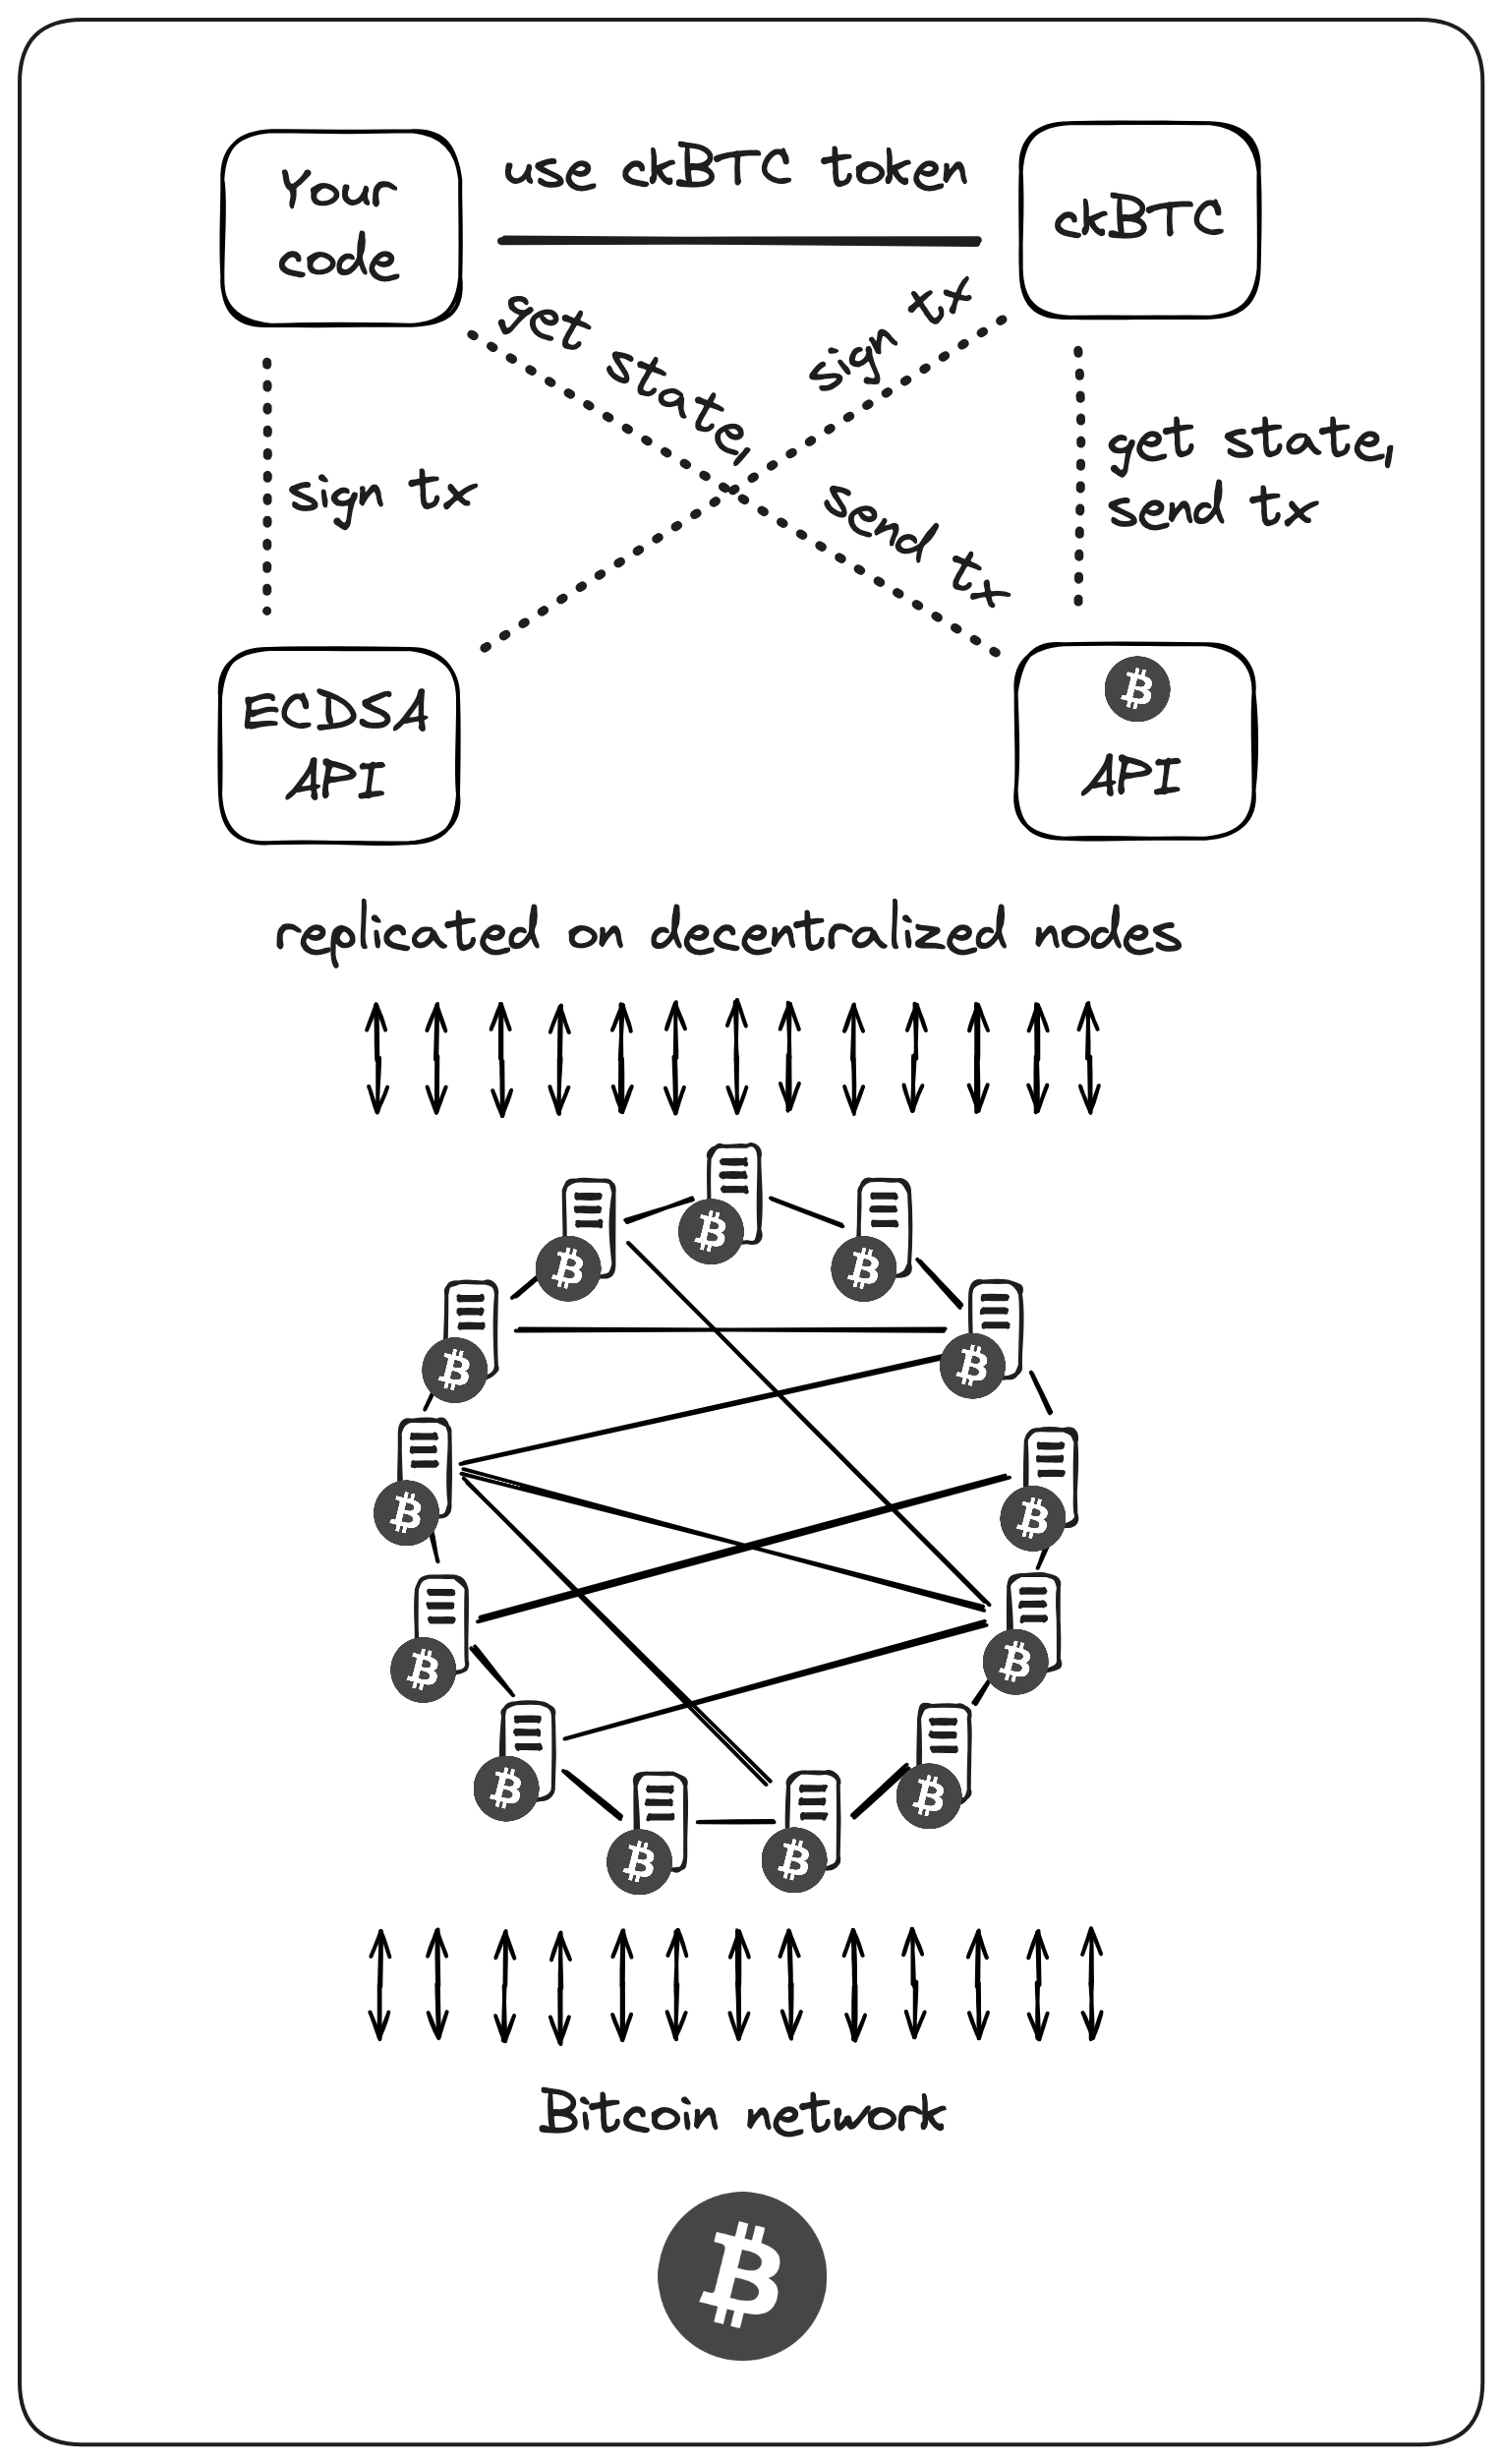 Your
code
use ckBTC token
ckBTC
get state,
send tx
sign tx
sign tx
get state,
send tx
ECDSA
API
API
replicated on decentralized nodes
Bitcoin network